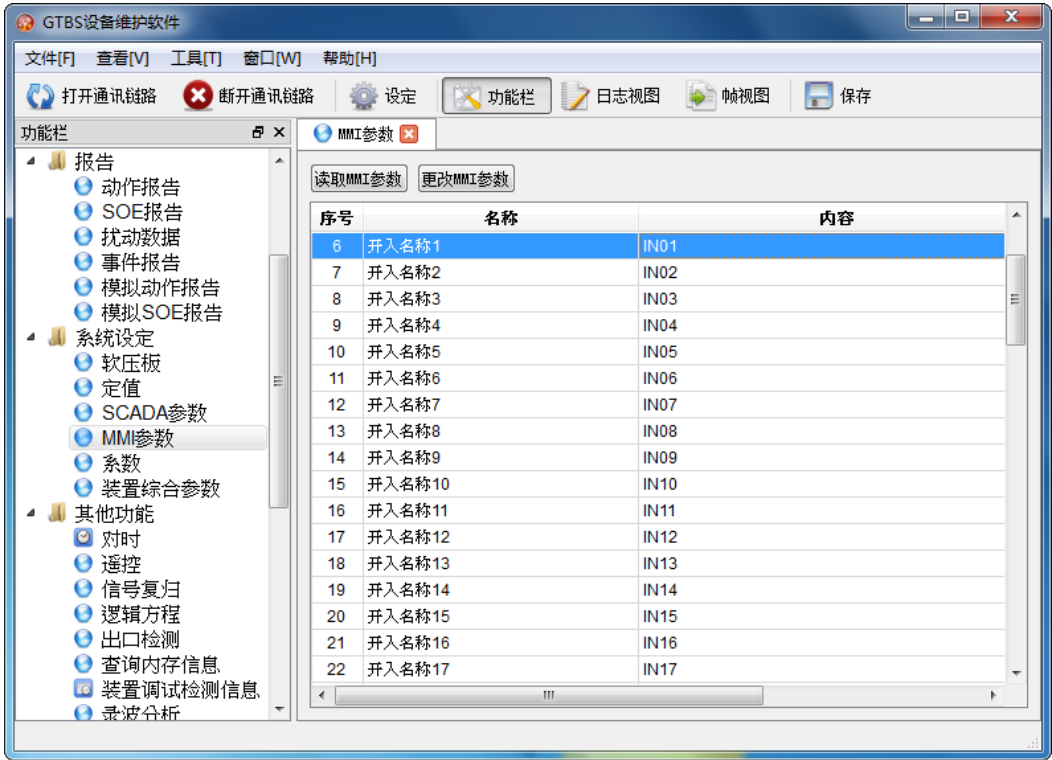 GTBS设备维护软件
文件[F] 查看[V] 工具[T] 窗口[W] 帮助[H]
打开通讯链路 断开通讯链路 设定 功能栏 日志视图 帧视图 保存
功能栏
报告
动作报告
SOE报告
扰动数据
事件报告
模拟动作报告
模拟SOE报告
系统设定
软压板
定值
SCADA参数
MMI参数
系数
装置综合参数
其他功能
对时
遥控
信号复归
逻辑方程
出口检测
查询内存信息
装置调试检测信息
录波分析
MMI参数
读取MMI参数 更改MMI参数
序号 名称 内容
6 开入名称1 IN01
7 开入名称2 IN02
8 开入名称3 IN03
9 开入名称4 IN04
10 开入名称5 IN05
11 开入名称6 IN06
12 开入名称7 IN07
13 开入名称8 IN08
14 开入名称9 IN09
15 开入名称10 IN10
16 开入名称11 IN11
17 开入名称12 IN12
18 开入名称13 IN13
19 开入名称14 IN14
20 开入名称15 IN15
21 开入名称16 IN16
22 开入名称17 IN17